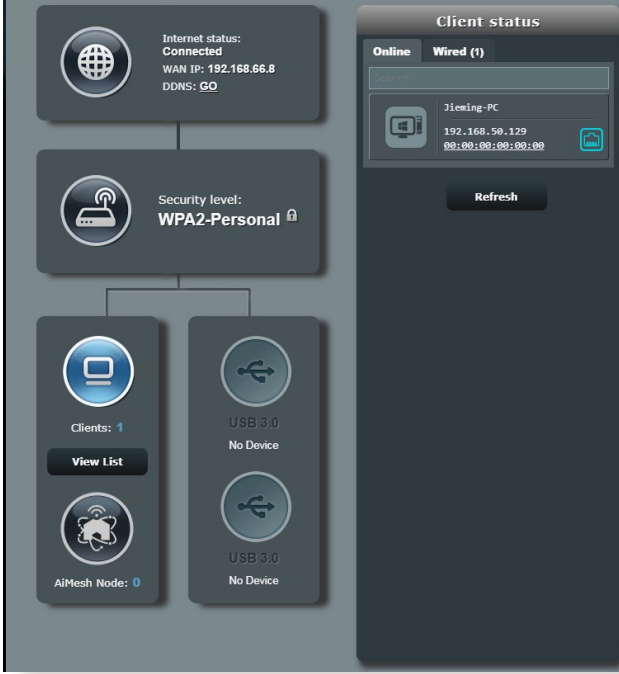 Internet status:
Connected
WAN IP: 192.168.66.8
DDNS: GO
Security level:
WPA2-Personal
Clients: 1
View List
AiMesh Node: 0
USB 3.0
No Device
USB 3.0
No Device
Client status
Online
Wired (1)
Search
Jieming-PC
192.168.50.129
00:00:00:00:00:00
Refresh